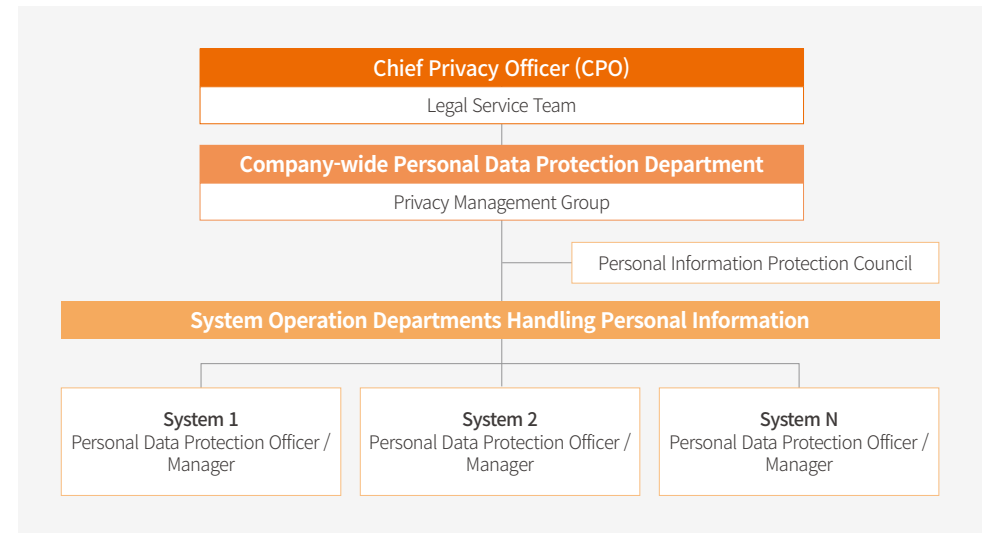 Chief Privacy Officer (CPO)
Legal Service Team
Company-wide Personal Data Protection Department
Privacy Management Group
Personal Information Protection Council
System Operation Departments Handling Personal Information
System 1
Personal Data Protection Officer /
Manager
System 2
Personal Data Protection Officer /
Manager
System N
Personal Data Protection Officer /
Manager